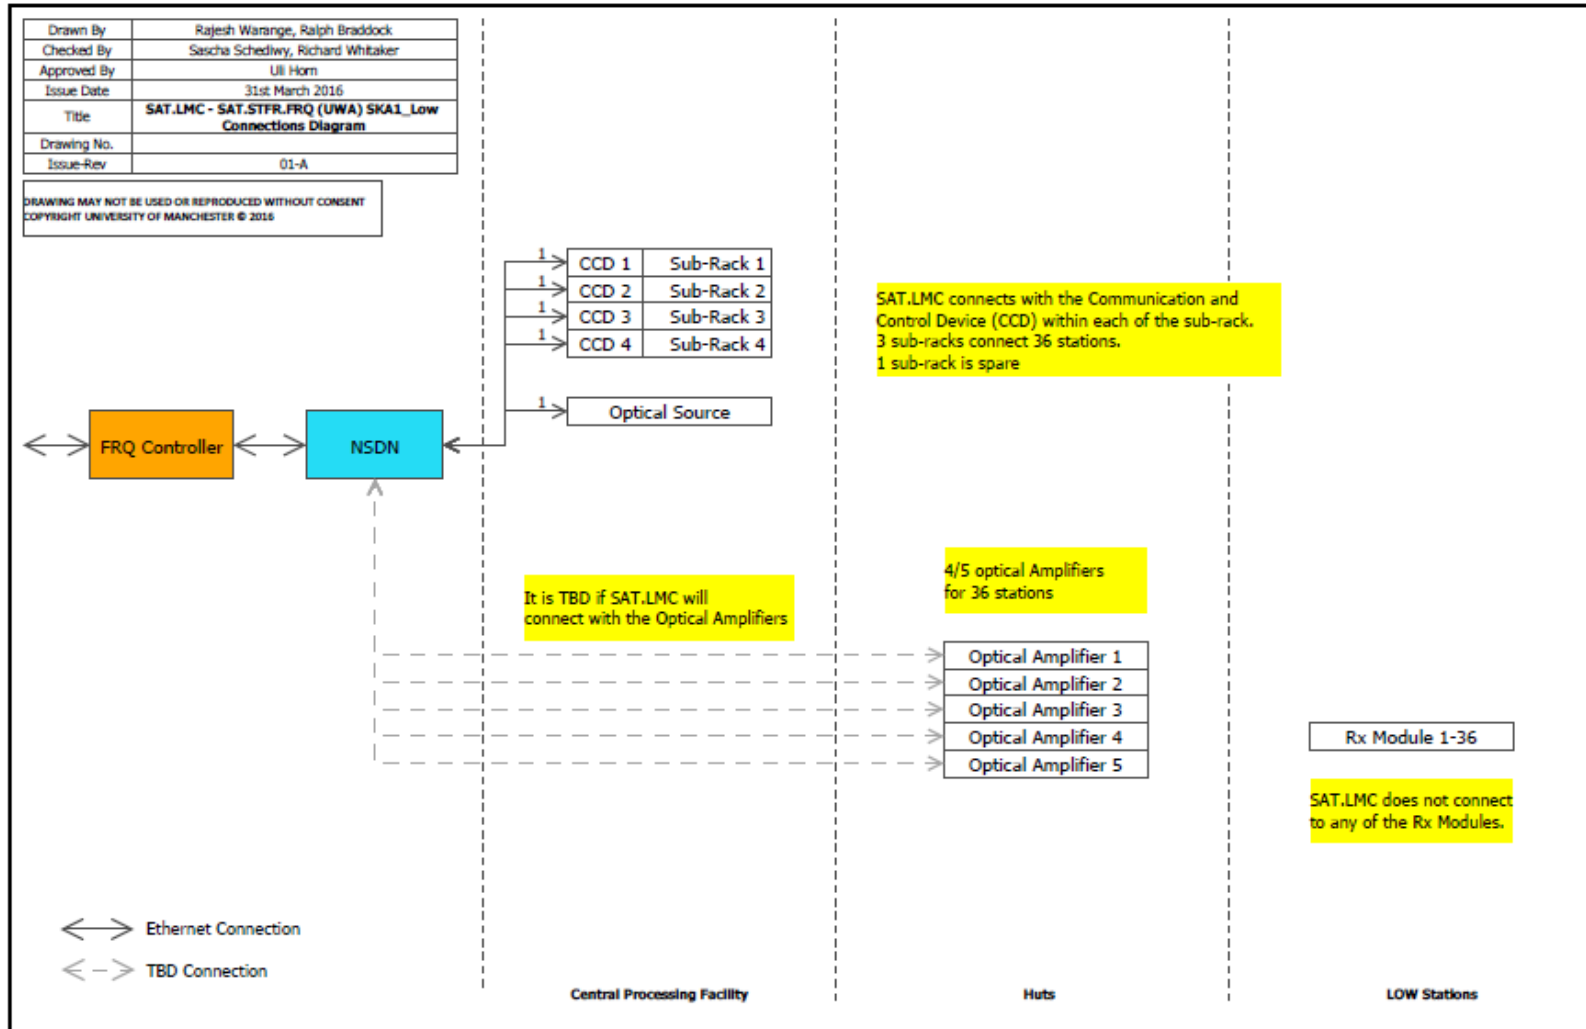 Drawn By Rajesh Warange, Ralph Braddock
Checked By Sascha Schediwy, Richard Whitaker
Approved By Uli Horn
Issue Date 31st March 2016
Title SAT.LMC - SAT.STFR.FRQ (UWA) SKA1_Low
Connections Diagram
Drawing No.
Issue-Rev 01-A
DRAWING MAY NOT BE USED OR REPRODUCED WITHOUT CONSENT
COPYRIGHT UNIVERSITY OF MANCHESTER © 2016
1 CCD 1 Sub-Rack 1
1 CCD 2 Sub-Rack 2
1 CCD 3 Sub-Rack 3
1 CCD 4 Sub-Rack 4
SAT.LMC connects with the Communication and
Control Device (CCD) within each of the sub-rack.
3 sub-racks connect 36 stations.
1 sub-rack is spare
1 Optical Source
FRQ Controller
NSDN
It is TBD if SAT.LMC will
connect with the Optical Amplifiers
4/5 optical Amplifiers
for 36 stations
Optical Amplifier 1
Optical Amplifier 2
Optical Amplifier 3
Optical Amplifier 4
Optical Amplifier 5
Rx Module 1-36
SAT.LMC does not connect
to any of the Rx Modules.
Ethernet Connection
TBD Connection
Central Processing Facility
Huts
LOW Stations